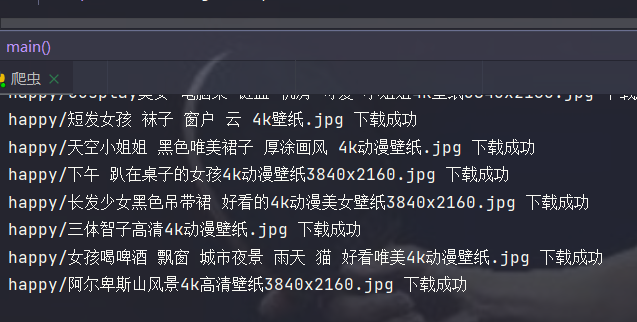 main()
爬虫
短发女孩 袜子 窗户 云 4k壁纸.jpg 下载成功
happy/天空小姐姐 黑色唯美裙子 厚涂画风 4k动漫壁纸.jpg 下载成功
happy/下午 趴在桌子的女孩4k动漫壁纸3840x2160.jpg 下载成功
happy/长发少女黑色吊带裙 好看的4k动漫美女壁纸3840x2160.jpg 下载成功
happy/三体智子高清4k动漫壁纸.jpg 下载成功
happy/女孩喝啤酒 飘窗 城市夜景 雨天 猫 好看唯美4k动漫壁纸.jpg 下载成功
happy/阿尔卑斯山风景4k高清壁纸3840x2160.jpg 下载成功